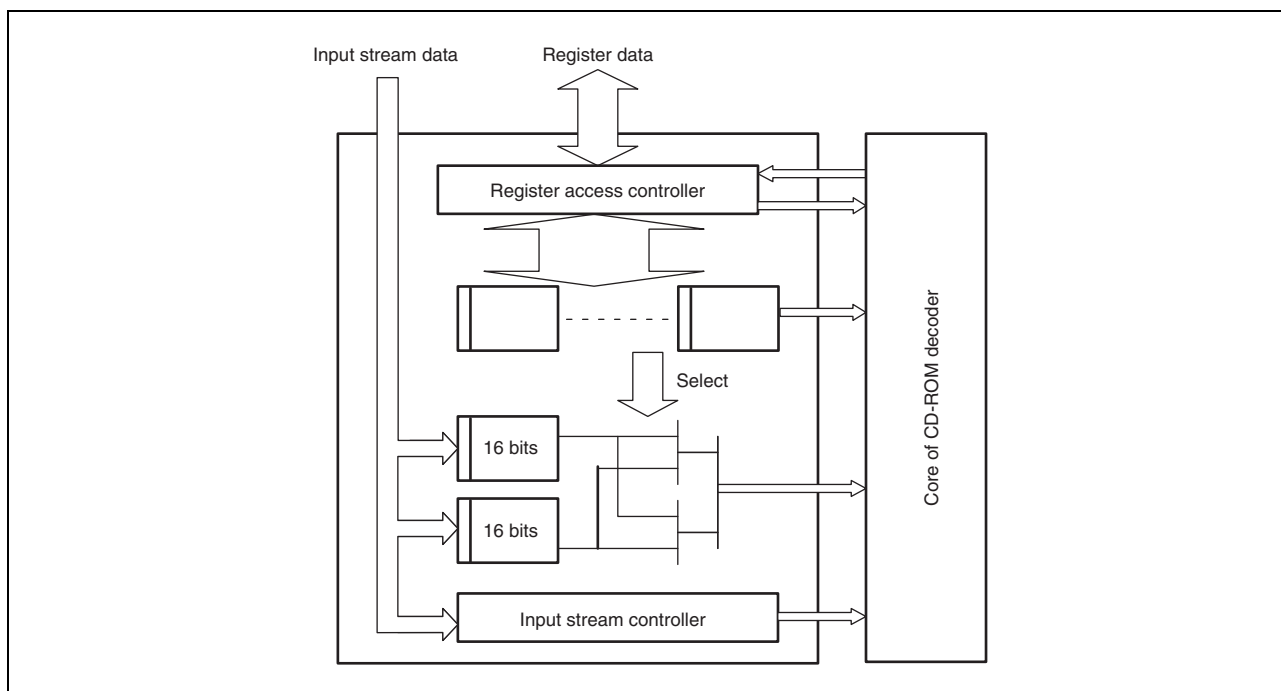 Input stream data
Register data
Register access controller
Select
16 bits
16 bits
Input stream controller
Core of CD-ROM decoder